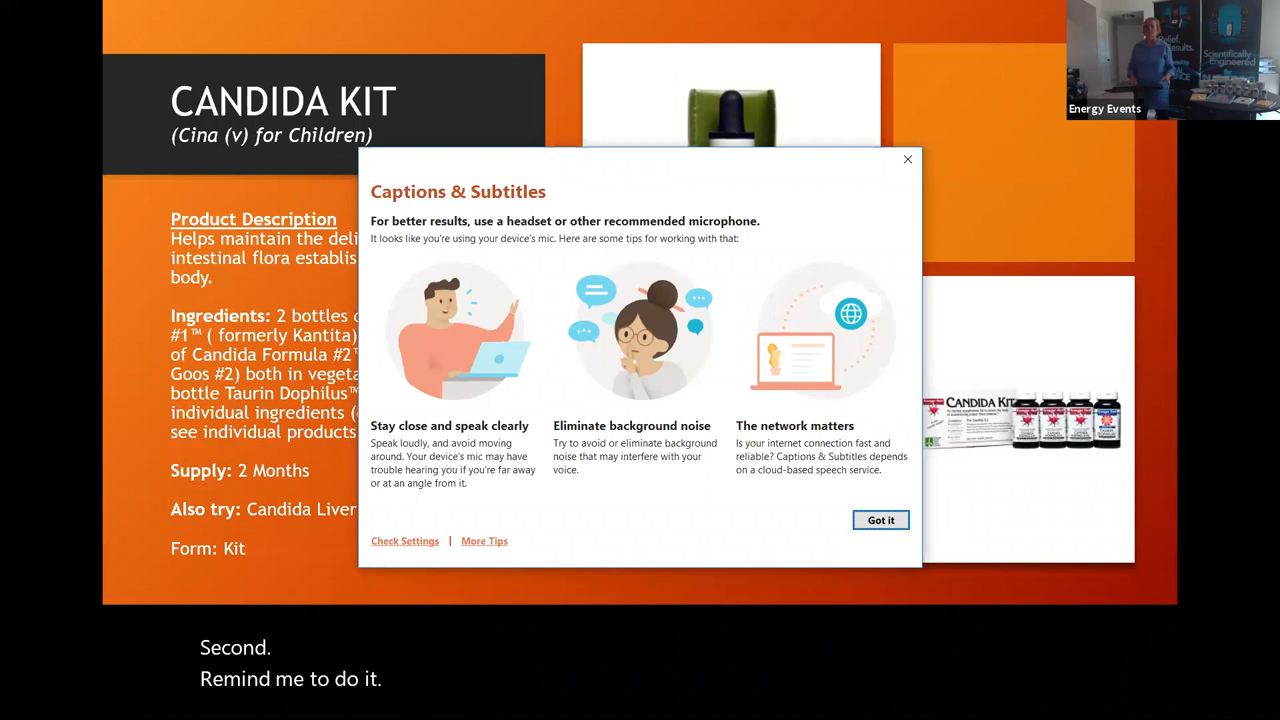 CANDIDA KIT
(Cina (v) for Children)
Product Description
Helps maintain the deli
intestinal flora establis
body.
Ingredients: 2 bottles
#1™ ( formerly Kantita)
of Candida Formula #2
Goos #2) both in vegeta
bottle Taurin Dophilus™
individual ingredients
see individual products
Supply: 2 Months
Also try: Candida Liver
Form: Kit
Captions & Subtitles
For better results, use a headset or other recommended microphone.
It looks like you're using your device's mic. Here are some tips for working with that:
Stay close and speak clearly
Speak loudly, and avoid moving
around. Your device's mic may have
trouble hearing you if you're far away
or at an angle from it.
Eliminate background noise
Try to avoid or eliminate background
noise that may interfere with your
voice.
The network matters
Is your internet connection fast and
reliable? Captions & Subtitles depends
on a cloud-based speech service.
Got it
Check Settings | More Tips
Relief.
Results.
Scientifically
Engineered
Energy Events
CANDIDA KIT
Second.
Remind me to do it.